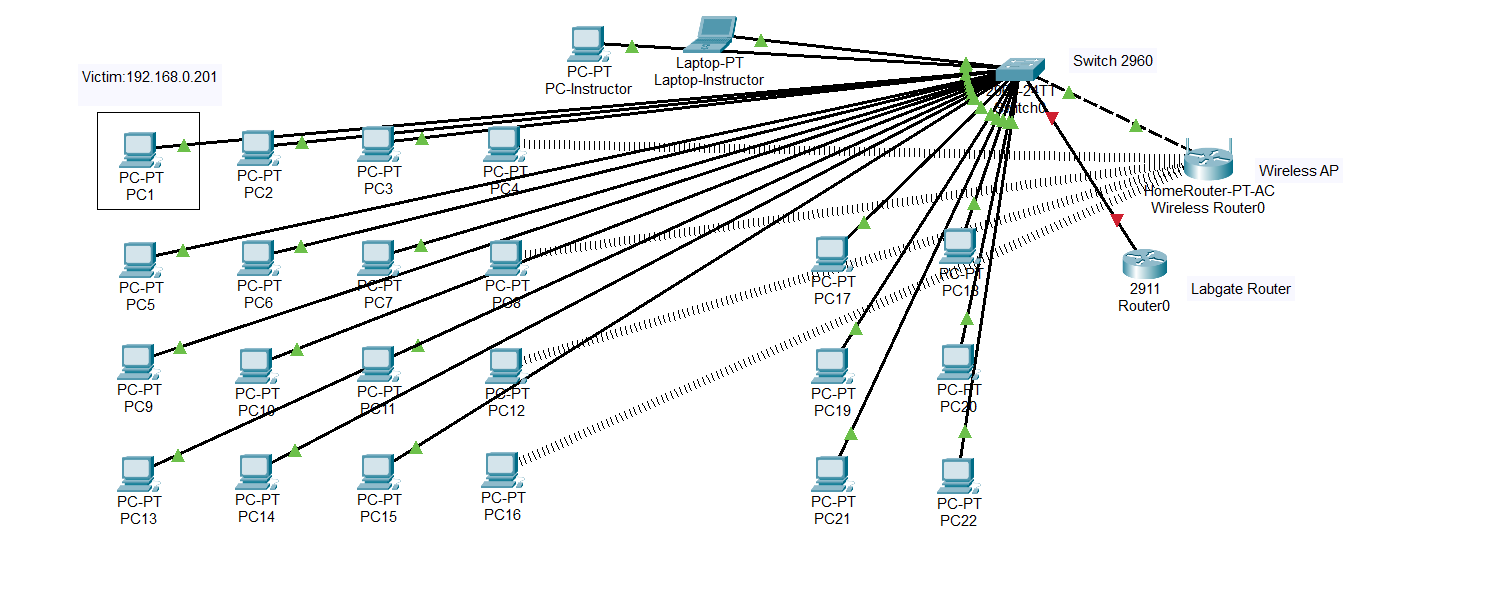 PC-PT
PC-Instructor
Laptop-PT
Laptop-Instructor
Switch 2960
Victim:192.168.0.201
PC-PT
PC1
PC-PT
PC2
PC-PT
PC3
PC-PT
PC4
Wireless AP
HomeRouter-PT-AC
Wireless Router0
PC-PT
PC5
PC-PT
PC6
PC-PT
PC7
PC-PT
PC8
PC-PT
PC17
PC-PT
PC18
2911
Router0
Labgate Router
PC-PT
PC9
PC-PT
PC10
PC-PT
PC11
PC-PT
PC12
PC-PT
PC19
PC-PT
PC20
PC-PT
PC13
PC-PT
PC14
PC-PT
PC15
PC-PT
PC16
PC-PT
PC21
PC-PT
PC22